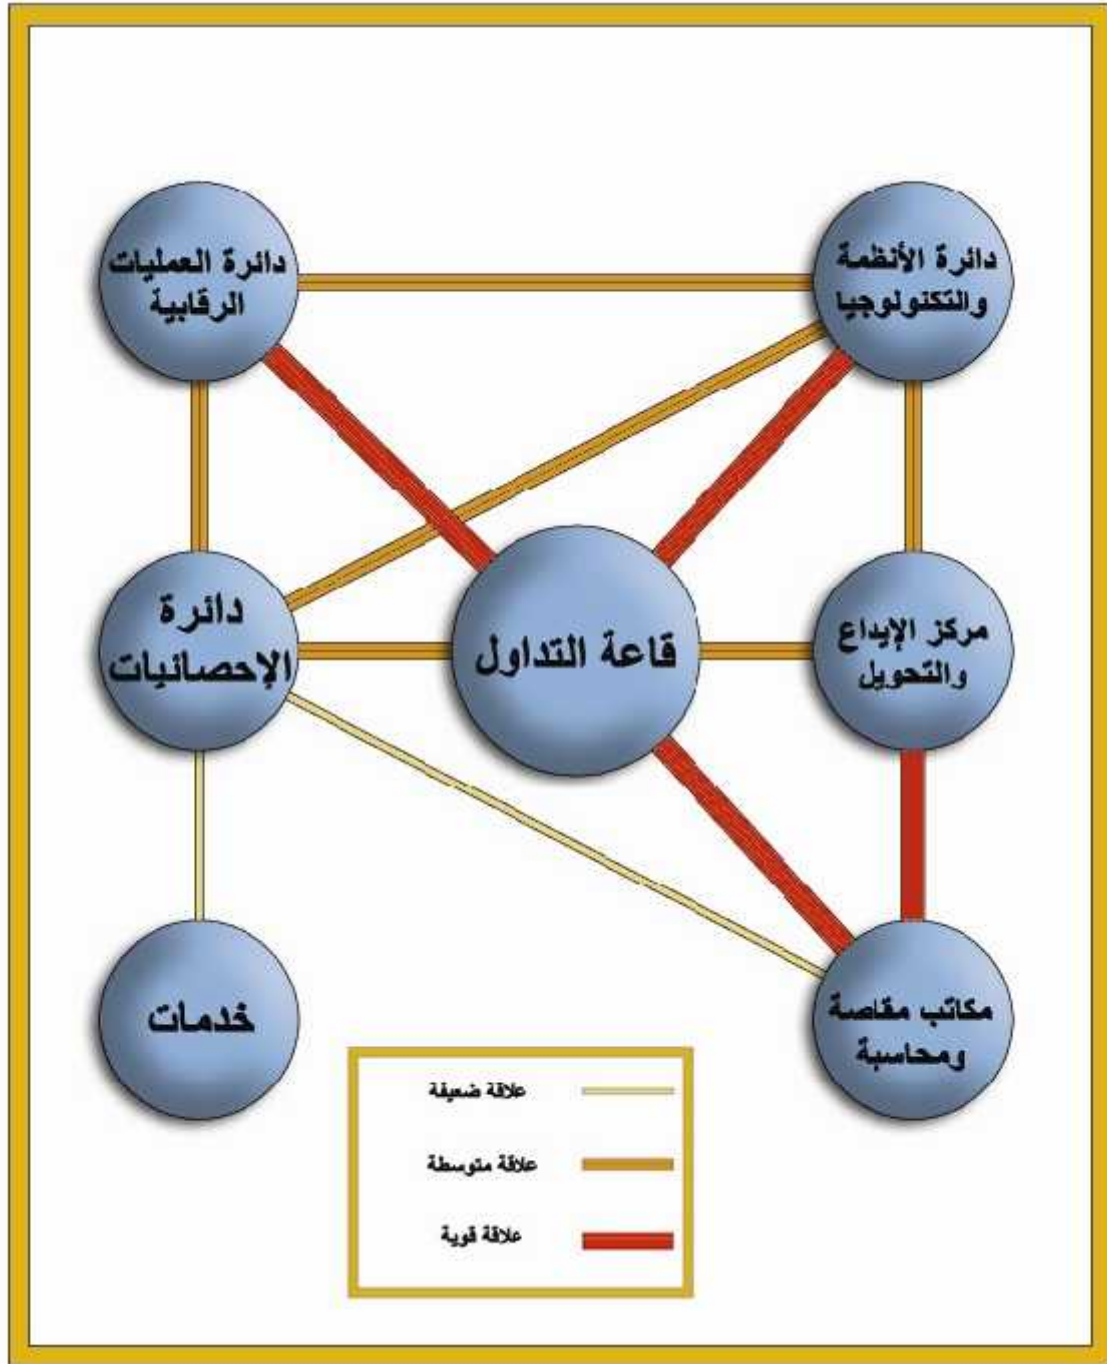 دائرة الأنظمة
والتكنولوجيا
دائرة العمليات
الرقابية
مركز الإيداع
والتحويل
قاعة التداول
دائرة
الإحصائيات
مكاتب مقاصة
ومحاسبة
خدمات
علاقة ضعيفة
علاقة متوسطة
علاقة قوية